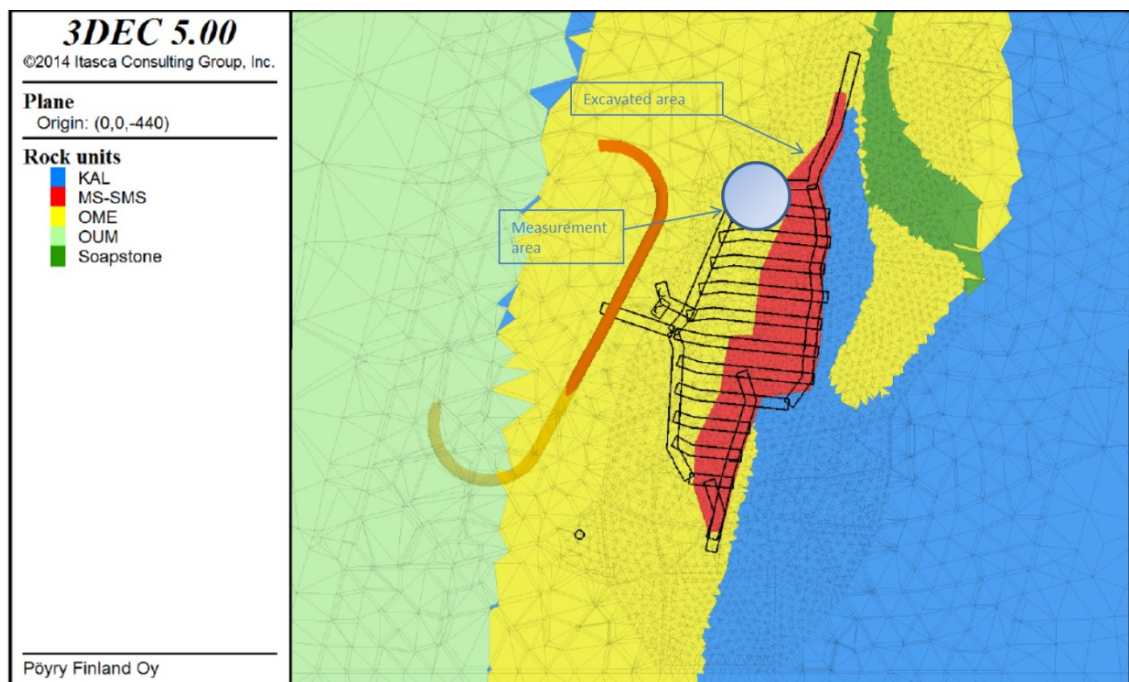 3DEC 5.00
©2014 Itasca Consulting Group, Inc.
Plane
Origin: (0,0,-440)
Rock units
KAL
MS-SMS
OME
OUM
Soapstone
Pöyry Finland Oy
Excavated area
Measurement
area